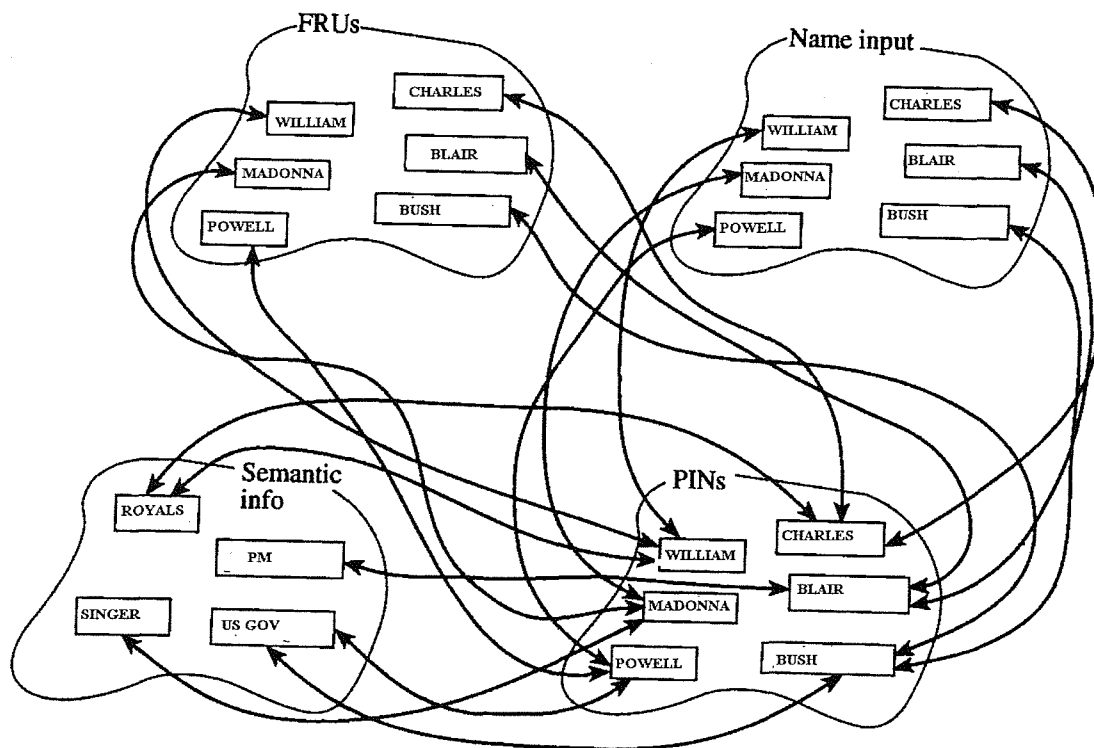 FRUs
CHARLES
WILLIAM
BLAIR
MADONNA
BUSH
POWELL
Name input
CHARLES
WILLIAM
BLAIR
MADONNA
BUSH
POWELL
Semantic
info
ROYALS
PM
SINGER
US GOV
PINs
CHARLES
WILLIAM
BLAIR
MADONNA
POWELL
BUSH